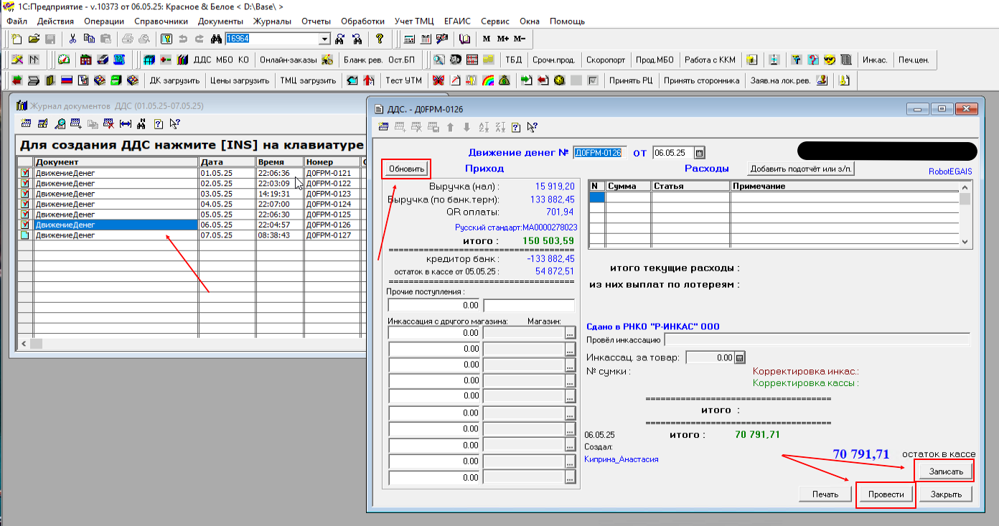 1С:Предприятие - v.10373 от 06.05.25: Красное & Белое < D:\Base\ >
Файл Действия Операции Справочники Документы Журналы Отчеты Обработки Учет ТМЦ ЕГАИС Сервис Окна Помощь
16964 M M+ M−
ДДС МБО КО Онлайн-заказы Бланк рев. Ост.БП ТБД Срочн.прод. Скоропорт Прод.МБО Работа с ККМ Инкас. Печ.цен.
ДК загрузить Цены загрузить ТМЦ загрузить Тест УТМ Принять РЦ Принять сторонника Заяв.на лок.рев.
Журнал документов ДДС (01.05.25-07.05.25)
Для создания ДДС нажмите [INS] на клавиатуре
Документ Дата Время Номер
ДвижениеДенег 01.05.25 22:06:36 Д0FPM-0121
ДвижениеДенег 02.05.25 22:03:09 Д0FPM-0122
ДвижениеДенег 03.05.25 14:19:31 Д0FPM-0123
ДвижениеДенег 04.05.25 22:07:00 Д0FPM-0124
ДвижениеДенег 05.05.25 22:06:30 Д0FPM-0125
ДвижениеДенег 06.05.25 22:04:57 Д0FPM-0126
ДвижениеДенег 07.05.25 08:38:43 Д0FPM-0127
ДДС. - Д0FPM-0126
Движение денег № Д0FPM-0126 от 06.05.25
Обновить Приход Расходы Добавить подотчёт или з/п. RobotEGAIS
Выручка (нал) : 15 919,20
Выручка (по банк.терм) : 133 882,45
QR оплаты: 701,94
Русский стандарт:МА0000278023
итого : 150 503,59
=====================================
кредитор банк : -133 882,45
остаток в кассе от 05.05.25 : 54 872,51
=====================================
Прочие поступления :
0.00
Инкассация с другого магазина: Магазин:
0.00 ...
0.00 ...
0.00 ...
0.00 ...
0.00 ...
0.00 ...
0.00 ...
0.00 ...
0.00 ...
0.00 ...
N Сумма Статья Примечание
итого текущие расходы :
из них выплат по лотереям :
Сдано в РНКО "Р-ИНКАС" ООО
Провёл инкассацию
Инкассац. за товар: 0.00
№ сумки : Корректировка инкас.:
Корректировка кассы :
=====================================
итого :
=====================================
06.05.25 итого : 70 791,71
Создал:
Киприна_Анастасия 70 791,71 остаток в кассе
Записать
Печать Провести Закрыть